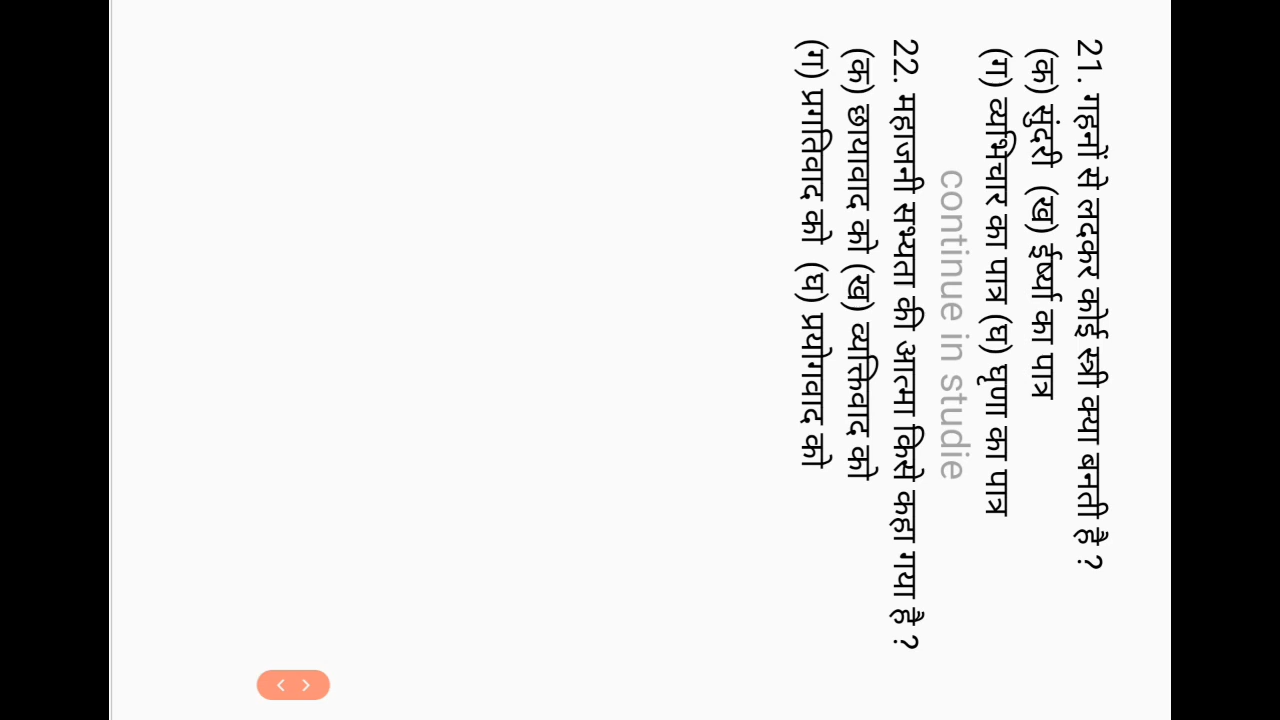 21. गहनों से लदकर कोई स्त्री क्या बनती है ?
(क) सुंदरी (ख) ईर्ष्या का पात्र
(ग) व्यभिचार का पात्र (घ) घृणा का पात्र
continue in studie
22. महाजनी सभ्यता की आत्मा किसे कहा गया है ?
(क) छायावाद को (ख) व्यक्तिवाद को
(ग) प्रगतिवाद को (घ) प्रयोगवाद को